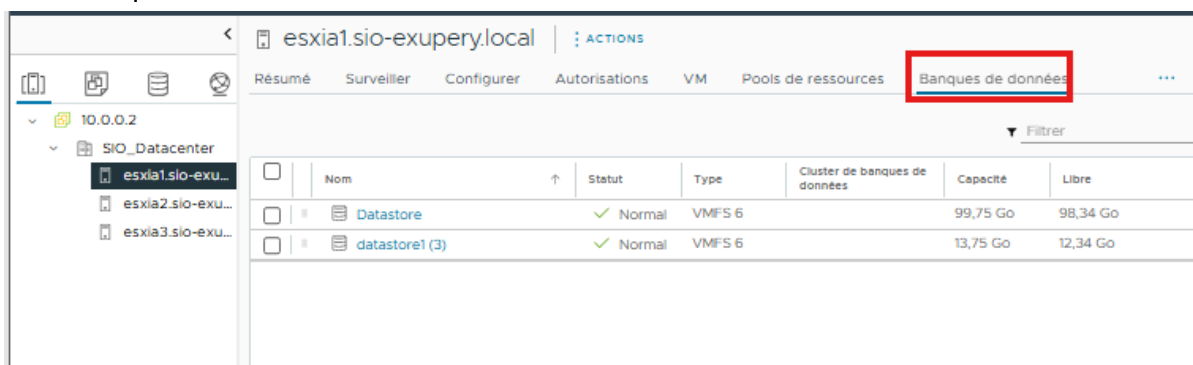 esxia1.sio-exupery.local
ACTIONS
Résumé Surveiller Configurer Autorisations VM Pools de ressources Banques de données ...
10.0.0.2
SIO_Datacenter
esxia1.sio-exu...
esxia2.sio-exu...
esxia3.sio-exu...
Filtrer
Nom Statut Type Cluster de banques de données Capacité Libre
Datastore Normal VMFS 6 99,75 Go 98,34 Go
datastore1 (3) Normal VMFS 6 13,75 Go 12,34 Go